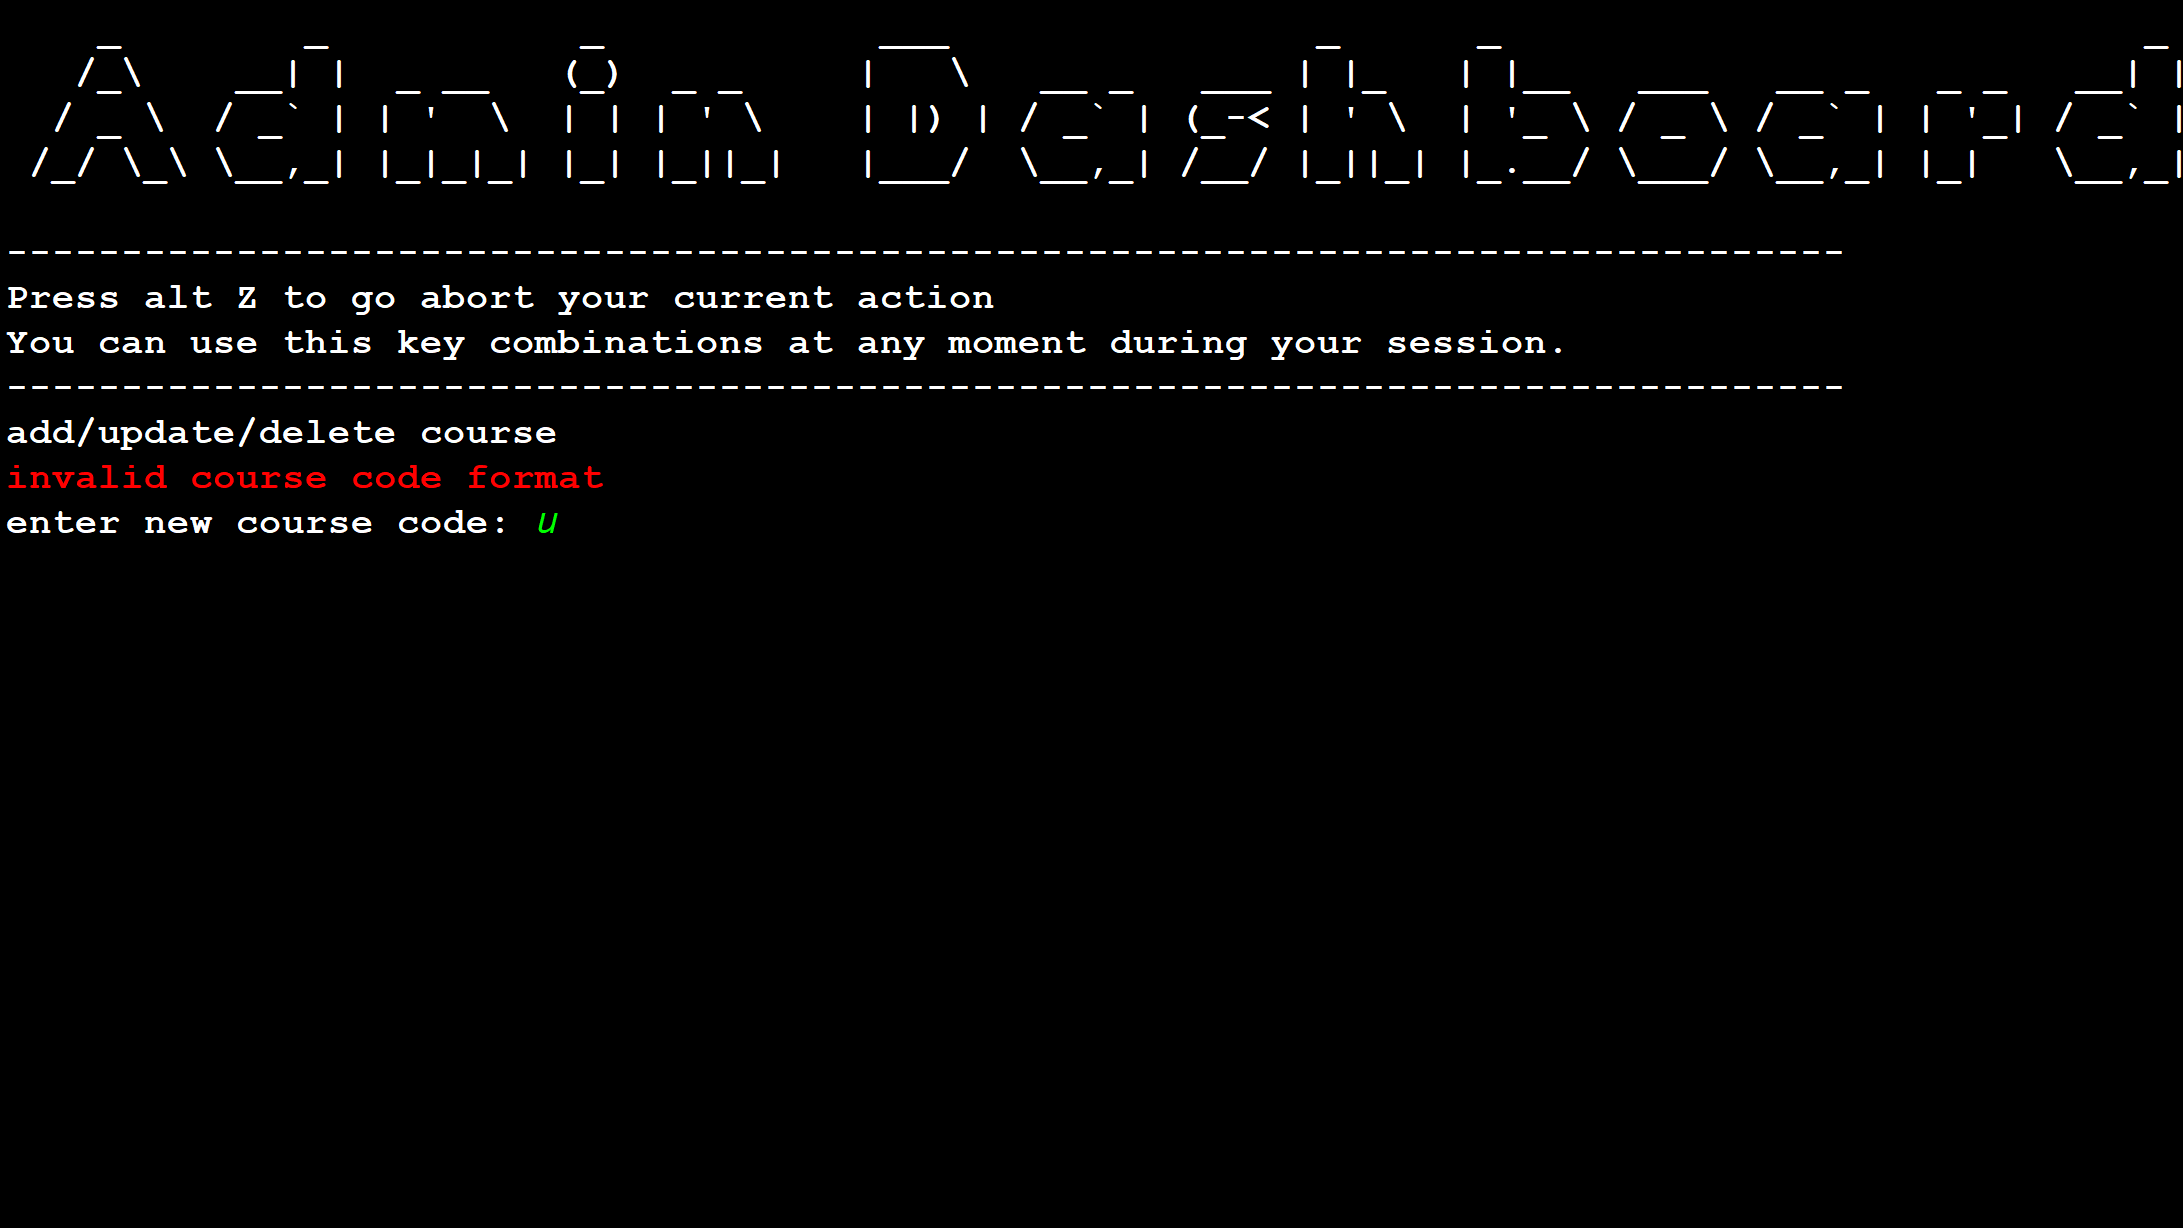 Admin Dashboard
--------------------------------------------------------------------------------
Press alt Z to go abort your current action
You can use this key combinations at any moment during your session.
--------------------------------------------------------------------------------
add/update/delete course
invalid course code format
enter new course code: u